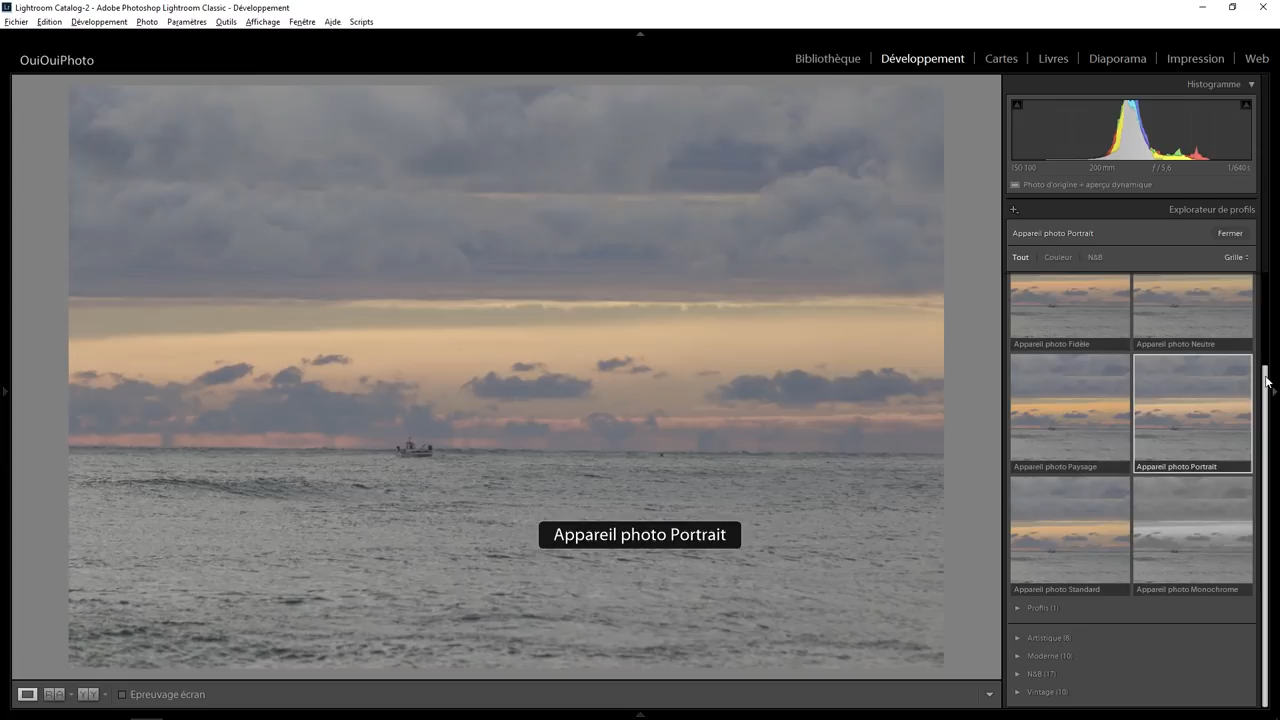 Lightroom Catalog-2 - Adobe Photoshop Lightroom Classic - Développement
Fichier Edition Développement Photo Paramètres Outils Affichage Fenêtre Aide Scripts
OuiOuiPhoto
Bibliothèque Développement Cartes Livres Diaporama Impression Web
Histogramme
ISO 100 200 mm ƒ / 5,6 1/640 s
Photo d'origine + aperçu dynamique
Explorateur de profils
Appareil photo Portrait Fermer
Tout Couleur N&B Grille
Appareil photo Fidèle Appareil photo Neutre
Appareil photo Paysage Appareil photo Portrait
Appareil photo Portrait
Appareil photo Standard Appareil photo Monochrome
Profils (1)
Artistique (8)
Moderne (10)
N&B (17)
Vintage (10)
Epreuvage écran